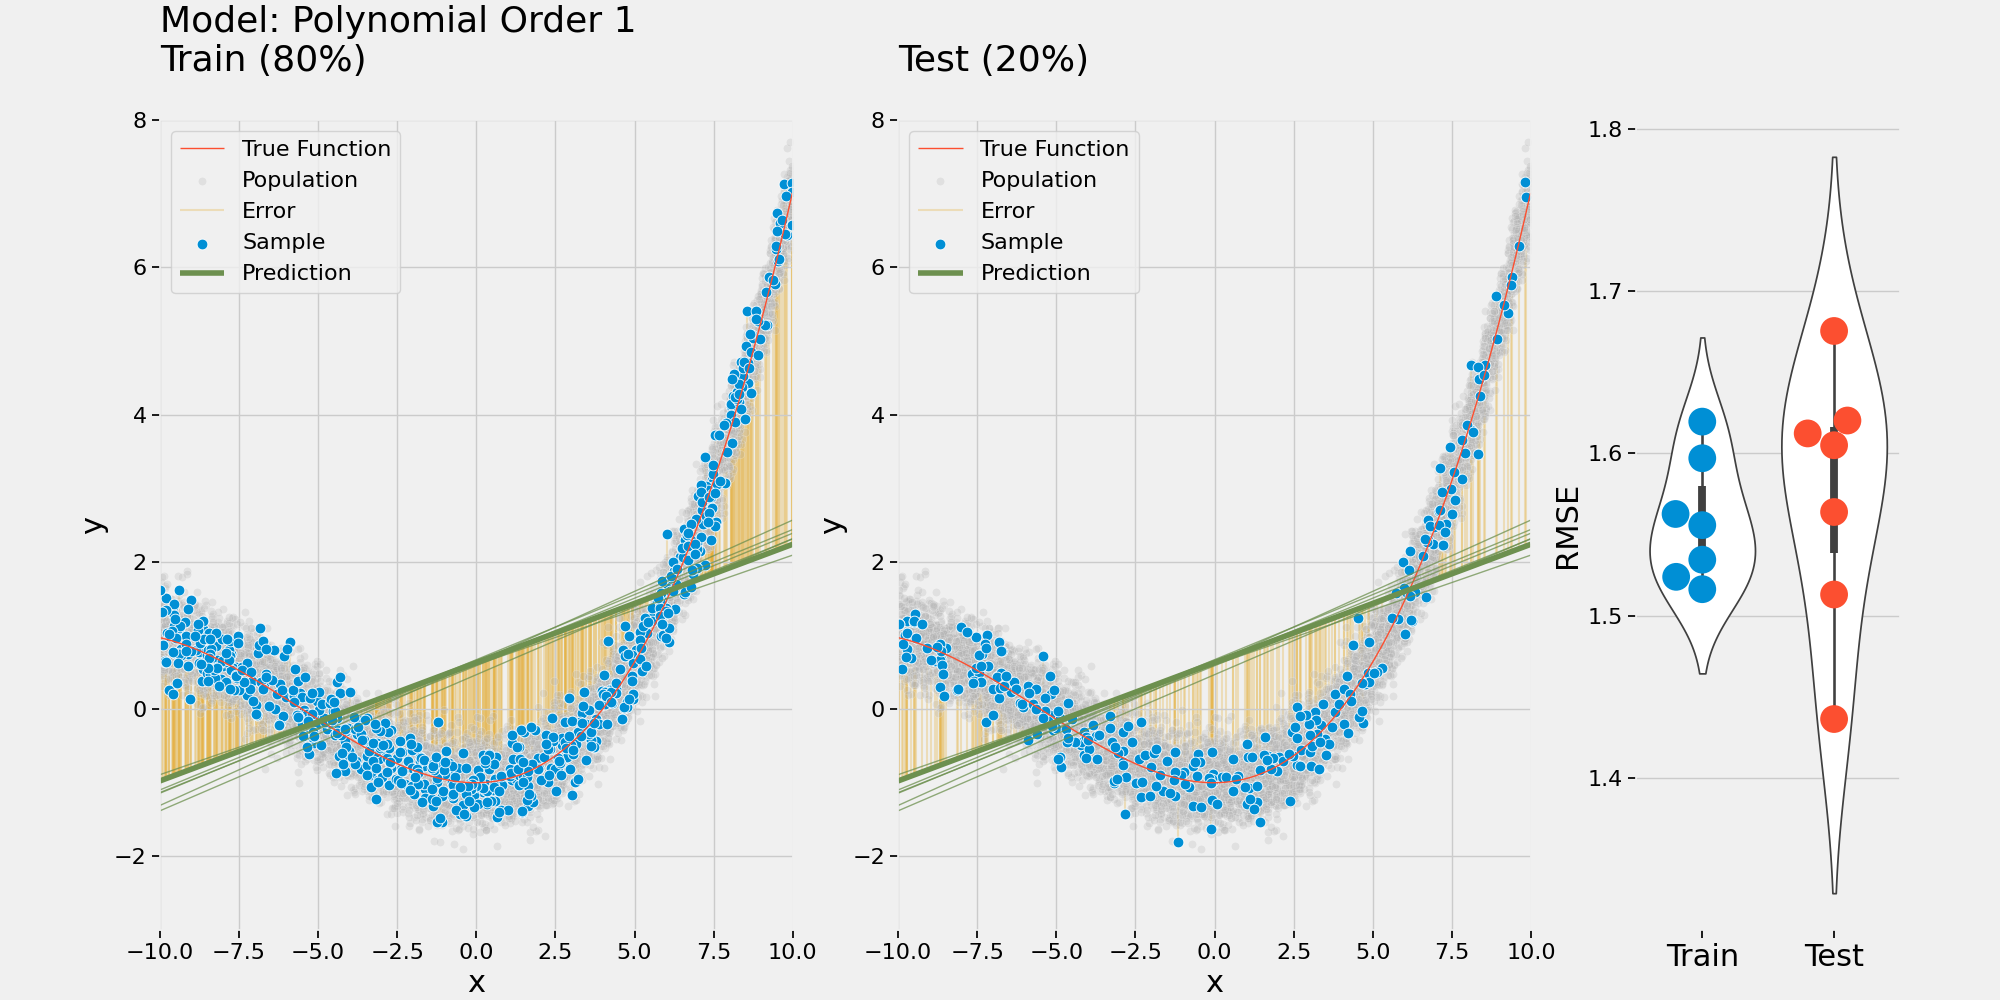 Model: Polynomial Order 1
Train (80%)
Test (20%)
8
6
4
2
0
−2
y
True Function
Population
Error
Sample
Prediction
−10.0 −7.5 −5.0 −2.5 0.0 2.5 5.0 7.5 10.0
x
8
6
4
2
0
−2
y
True Function
Population
Error
Sample
Prediction
−10.0 −7.5 −5.0 −2.5 0.0 2.5 5.0 7.5 10.0
x
1.8
1.7
1.6
1.5
1.4
RMSE
Train Test